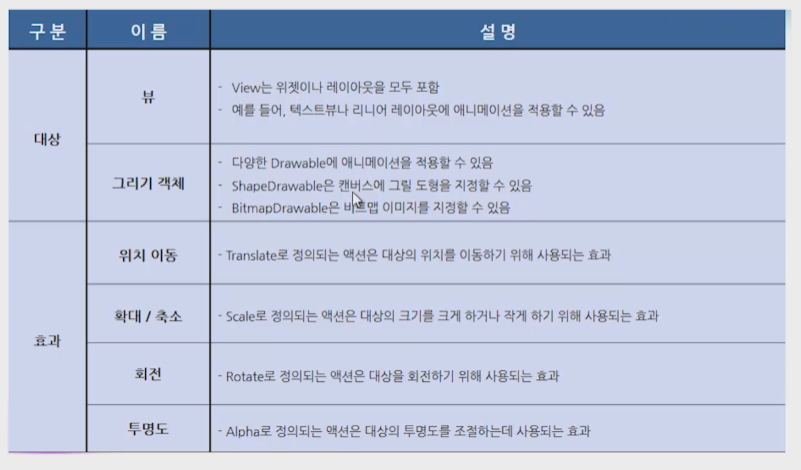 구 분
이 름
설 명
대상
뷰
- View는 위젯이나 레이아웃을 모두 포함
- 예를 들어, 텍스트뷰나 리니어 레이아웃에 애니메이션을 적용할 수 있음
그리기 객체
- 다양한 Drawable에 애니메이션을 적용할 수 있음
- ShapeDrawable은 캔버스에 그릴 도형을 지정할 수 있음
- BitmapDrawable은 비트맵 이미지를 지정할 수 있음
효과
위치 이동
- Translate로 정의되는 액션은 대상의 위치를 이동하기 위해 사용되는 효과
확대 / 축소
- Scale로 정의되는 액션은 대상의 크기를 크게 하거나 작게 하기 위해 사용되는 효과
회전
- Rotate로 정의되는 액션은 대상을 회전하기 위해 사용되는 효과
투명도
- Alpha로 정의되는 액션은 대상의 투명도를 조절하는데 사용되는 효과